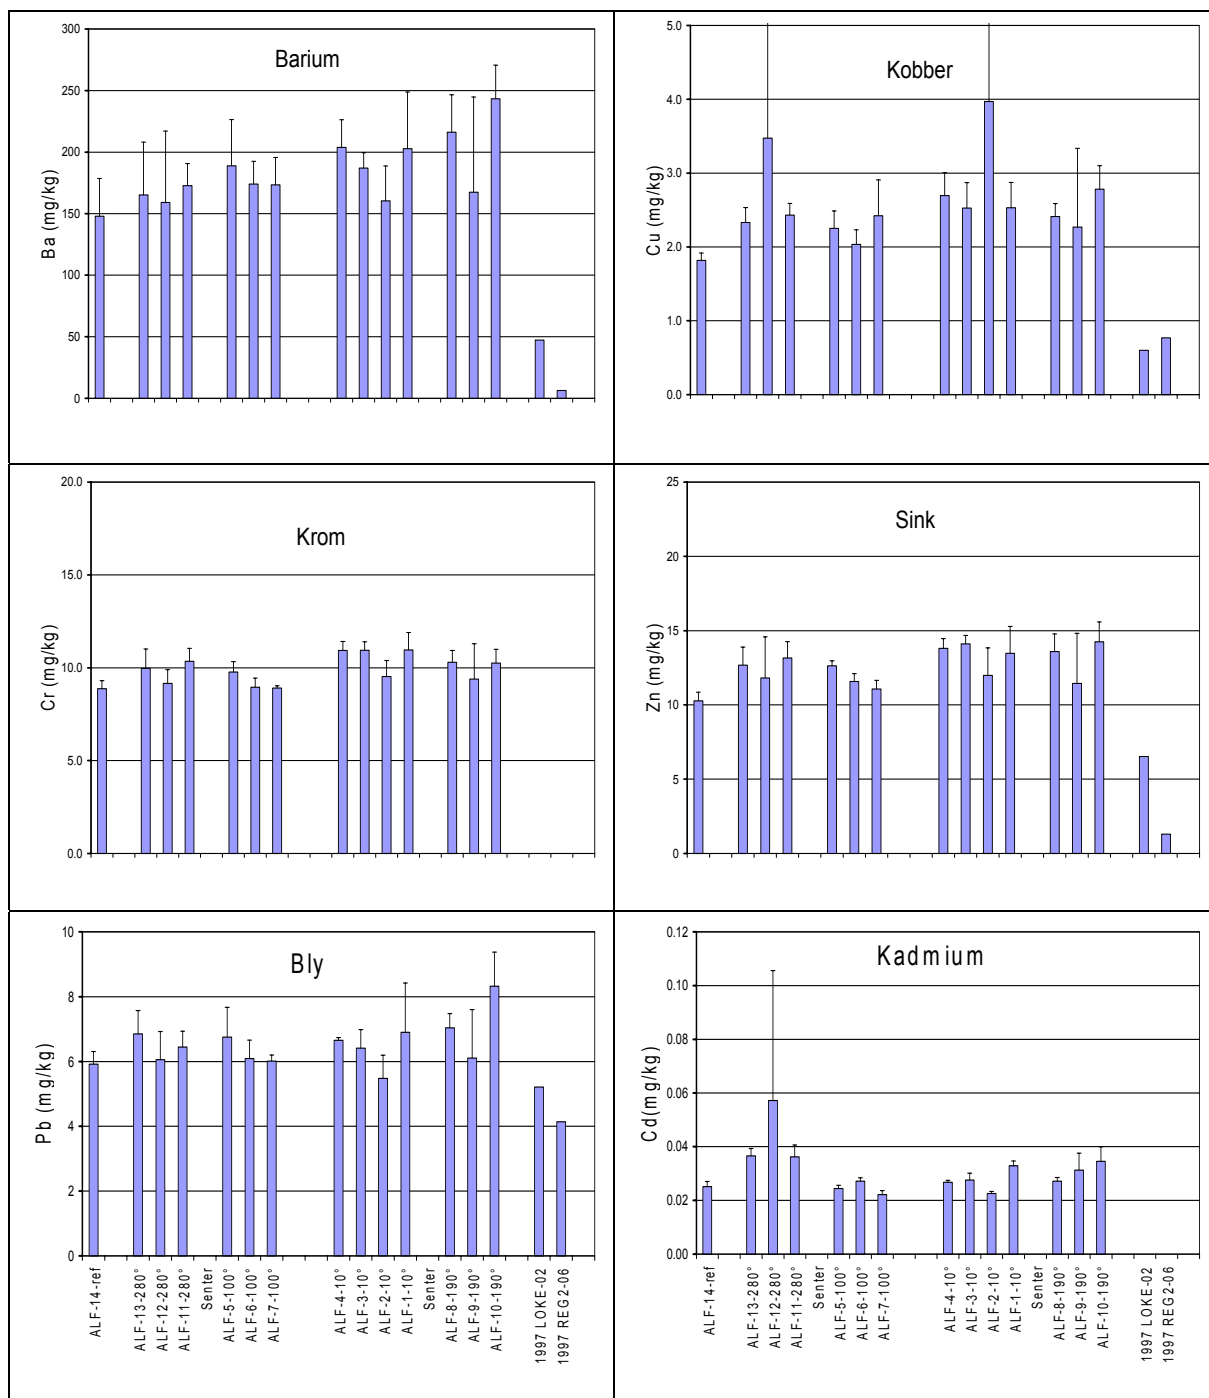 Barium
Ba (mg/kg)
300
250
200
150
100
50
0
Kobber
Cu (mg/kg)
5.0
4.0
3.0
2.0
1.0
0.0
Krom
Cr (mg/kg)
20.0
15.0
10.0
5.0
0.0
Sink
Zn (mg/kg)
25
20
15
10
5
0
Bly
Pb (mg/kg)
10
8
6
4
2
0
ALF-14-ref
ALF-13-280°
ALF-12-280°
ALF-11-280°
Senter
ALF-5-100°
ALF-6-100°
ALF-7-100°
ALF-4-10°
ALF-3-10°
ALF-2-10°
ALF-1-10°
Senter
ALF-8-190°
ALF-9-190°
ALF-10-190°
1997 LOKE-02
1997 REG2-06
Kadmium
Cd(mg/kg)
0.12
0.10
0.08
0.06
0.04
0.02
0.00
ALF-14-ref
ALF-13-280°
ALF-12-280°
ALF-11-280°
Senter
ALF-5-100°
ALF-6-100°
ALF-7-100°
ALF-4-10°
ALF-3-10°
ALF-2-10°
ALF-1-10°
Senter
ALF-8-190°
ALF-9-190°
ALF-10-190°
1997 LOKE-02
1997 REG2-06